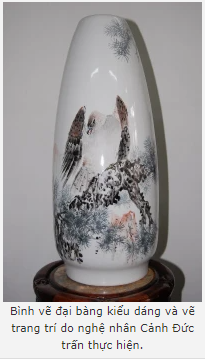 Bình vẽ đại bàng kiểu dáng và vẽ
trang trí do nghệ nhân Cảnh Đức
trấn thực hiện.